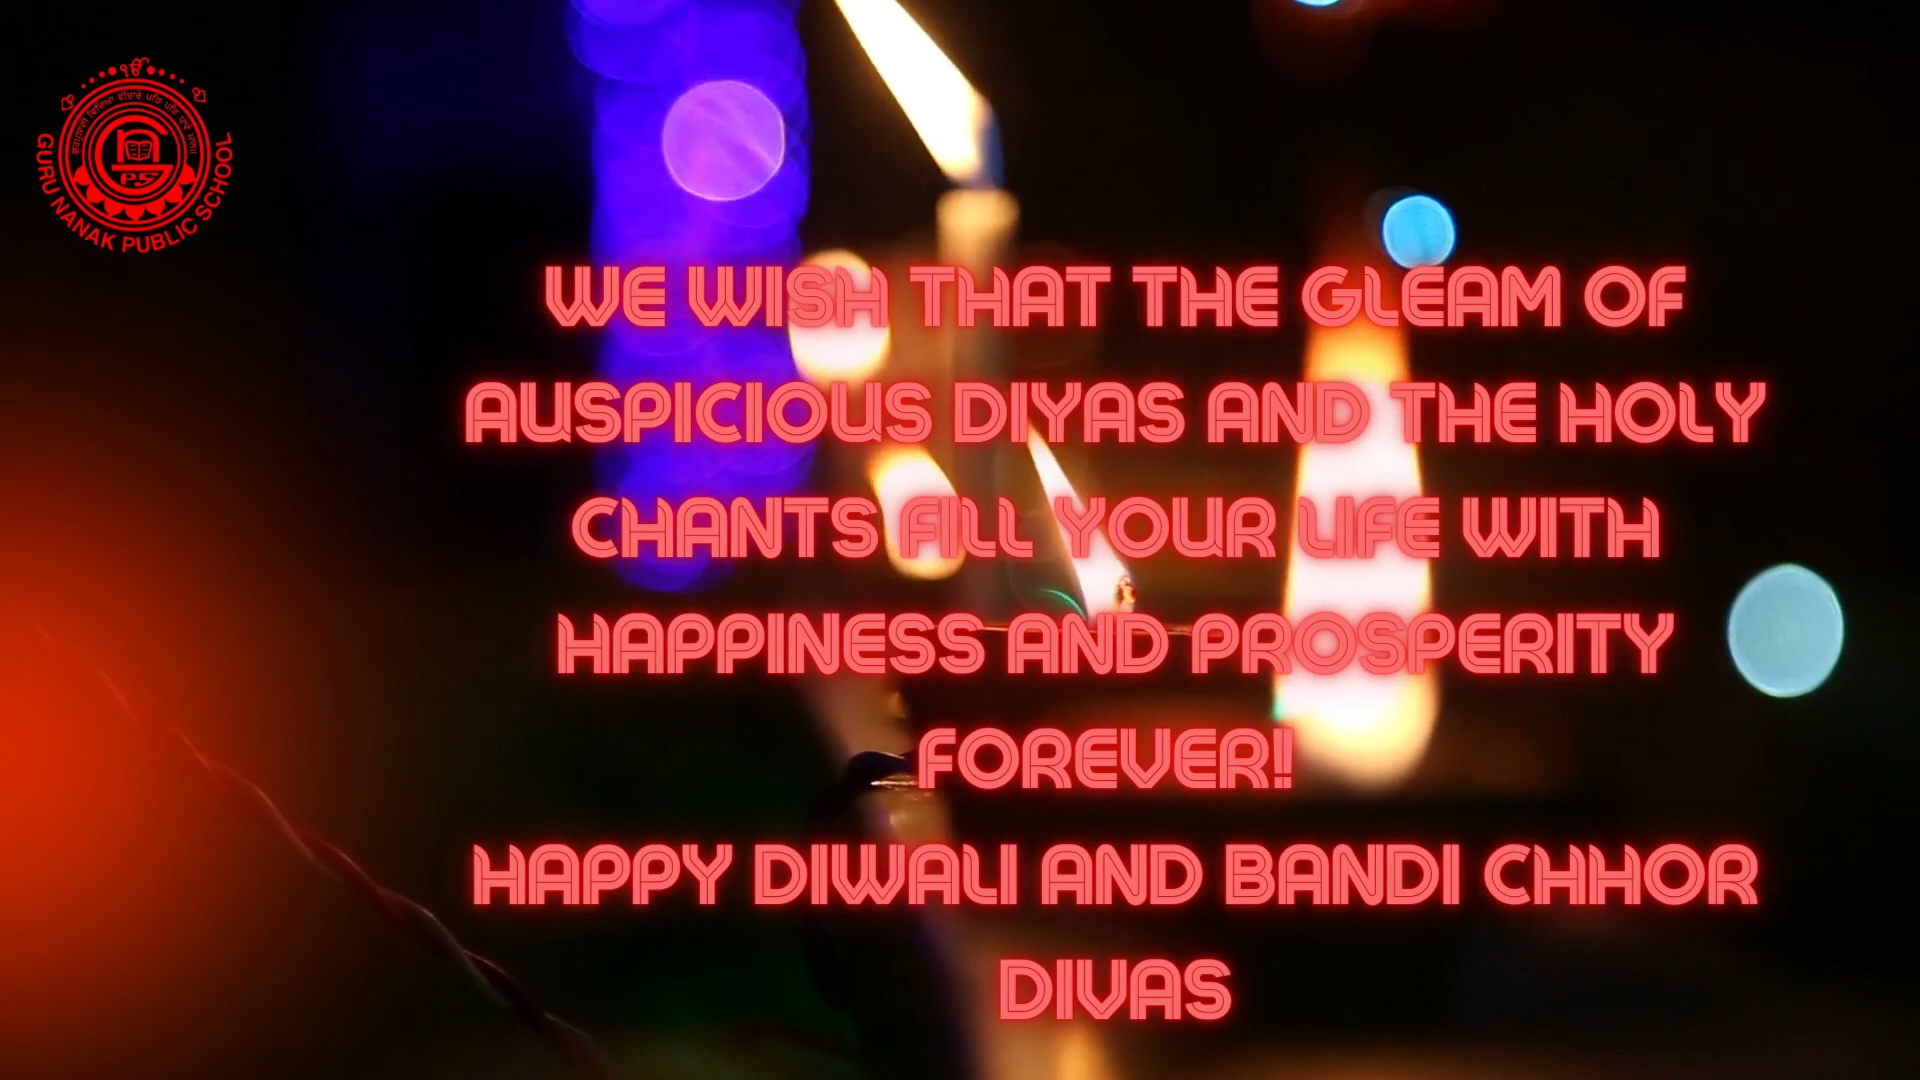 ੴ
GURU NANAK PUBLIC SCHOOL
WE WISH THAT THE GLEAM OF
AUSPICIOUS DIYAS AND THE HOLY
CHANTS FILL YOUR LIFE WITH
HAPPINESS AND PROSPERITY
FOREVER!!
HAPPY DIWALI AND BANDI CHHOR
DIVAS